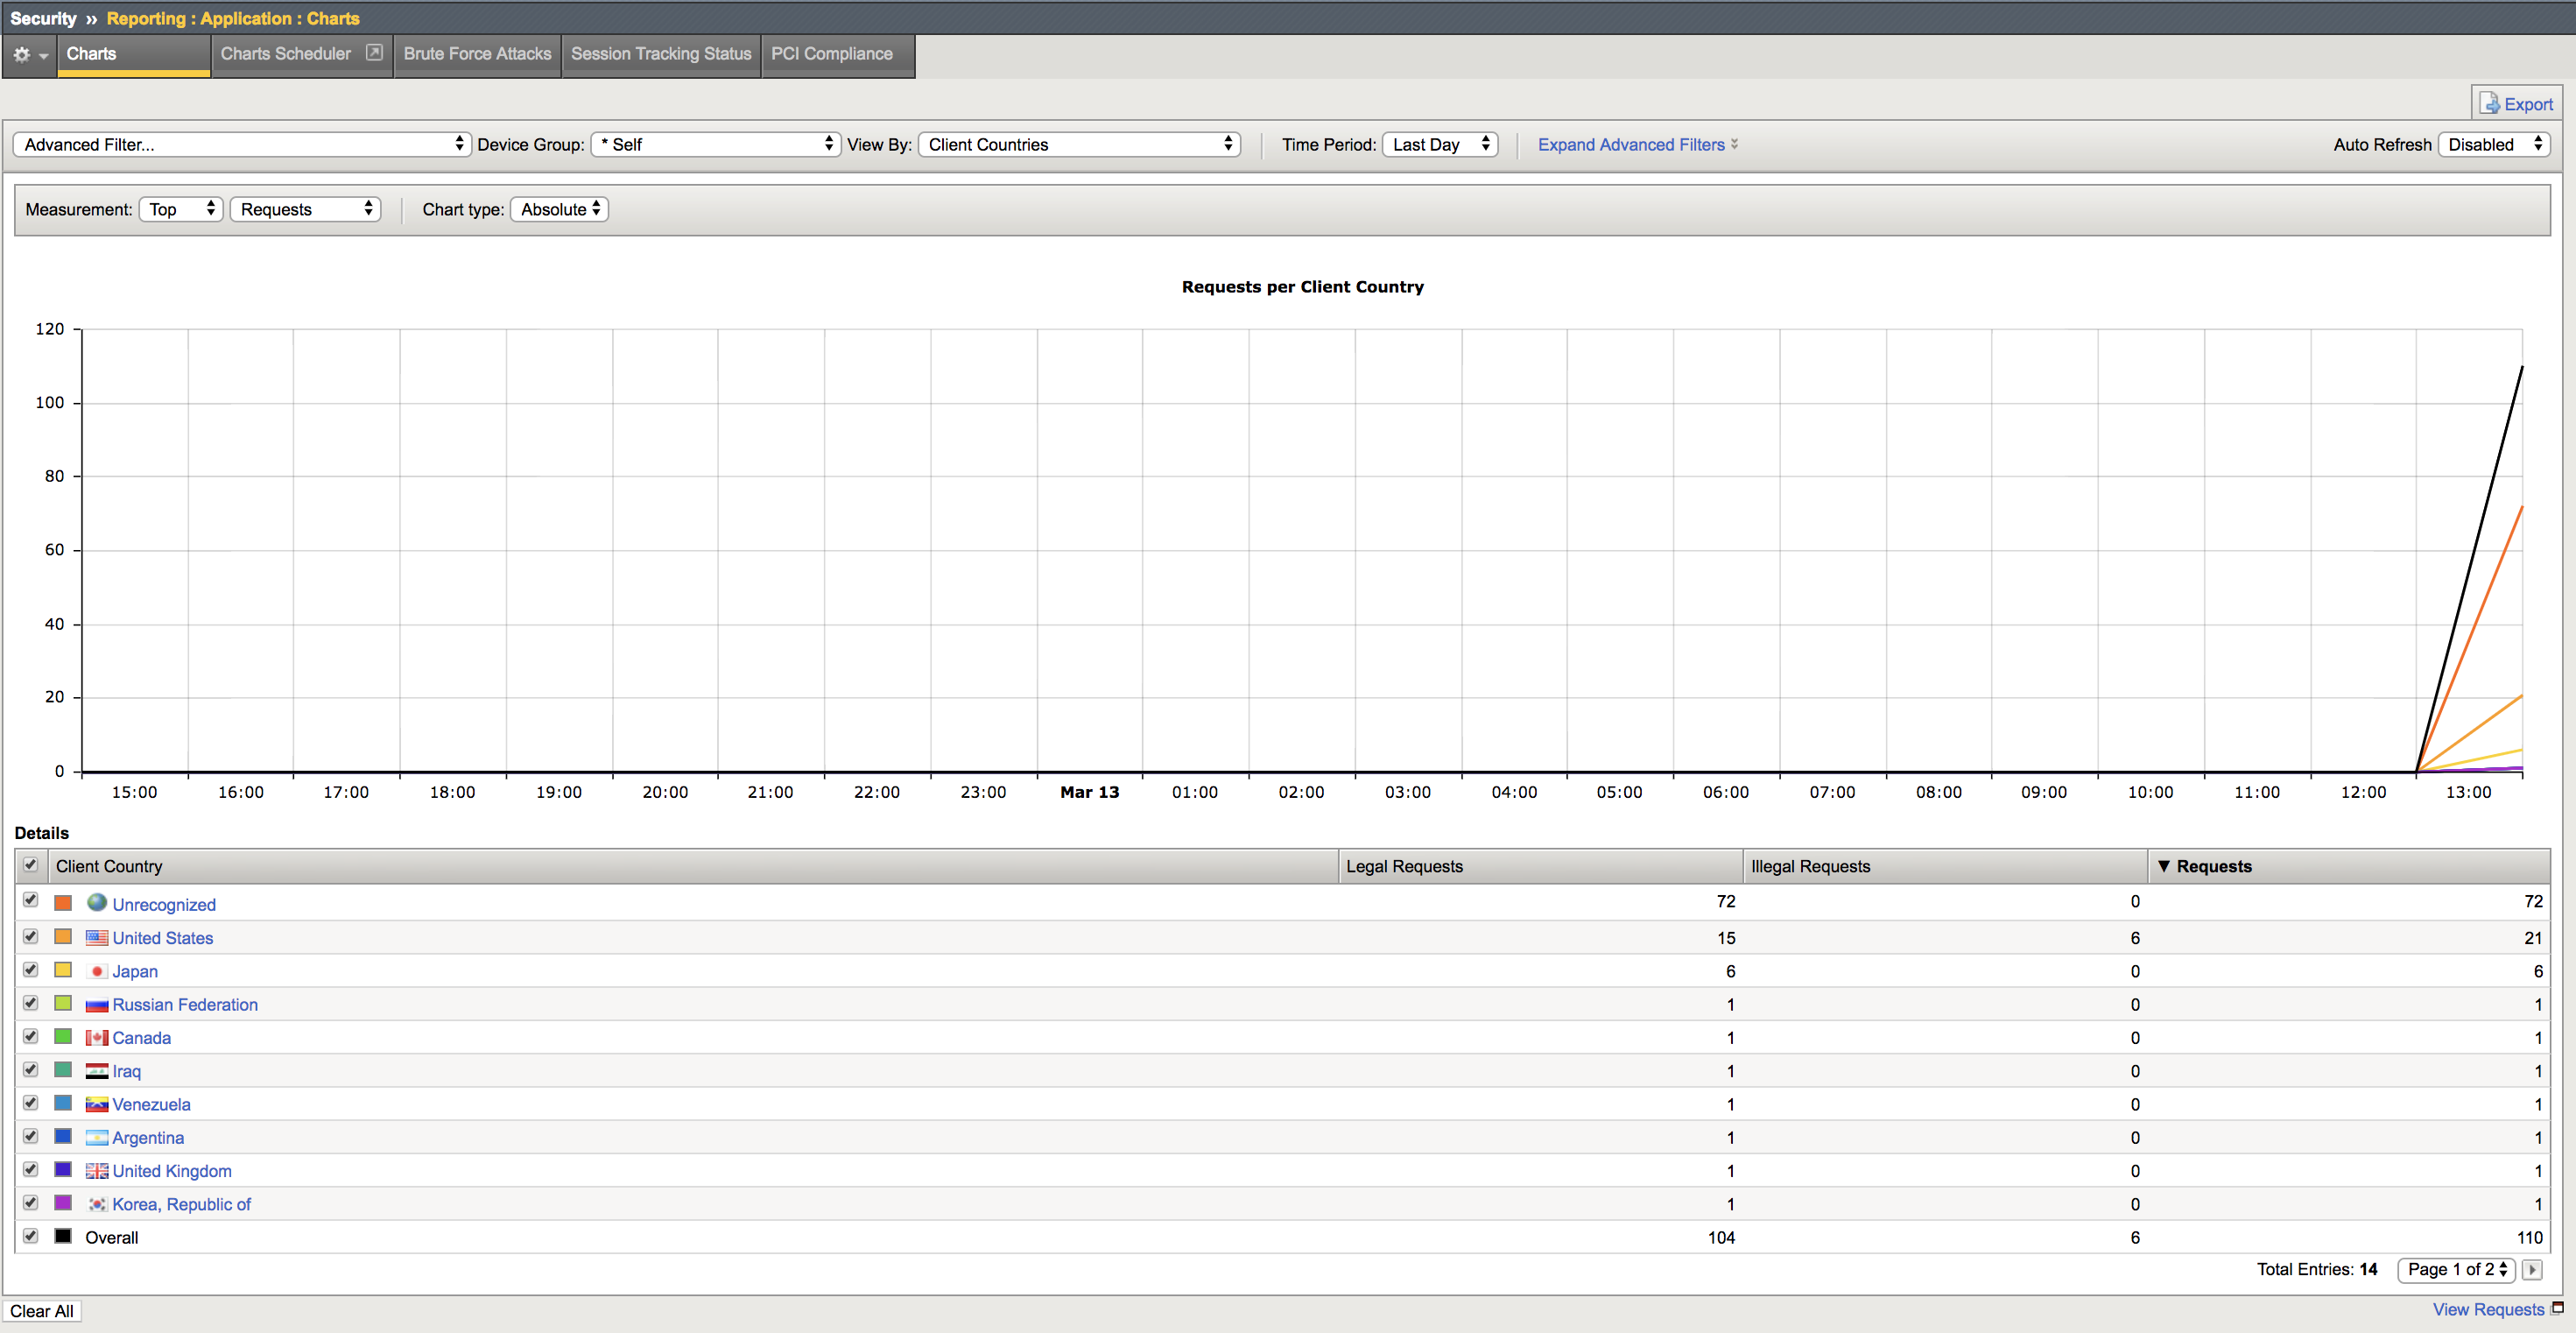 Security » Reporting : Application : Charts
Charts Charts Scheduler Brute Force Attacks Session Tracking Status PCI Compliance
Export
Advanced Filter... Device Group: * Self View By: Client Countries Time Period: Last Day Expand Advanced Filters Auto Refresh Disabled
Measurement: Top Requests Chart type: Absolute
Requests per Client Country
120
100
80
60
40
20
0
15:00 16:00 17:00 18:00 19:00 20:00 21:00 22:00 23:00 Mar 13 01:00 02:00 03:00 04:00 05:00 06:00 07:00 08:00 09:00 10:00 11:00 12:00 13:00
Details
Client Country Legal Requests Illegal Requests ▼ Requests
Unrecognized 72 0 72
United States 15 6 21
Japan 6 0 6
Russian Federation 1 0 1
Canada 1 0 1
Iraq 1 0 1
Venezuela 1 0 1
Argentina 1 0 1
United Kingdom 1 0 1
Korea, Republic of 1 0 1
Overall 104 6 110
Total Entries: 14 Page 1 of 2
Clear All View Requests